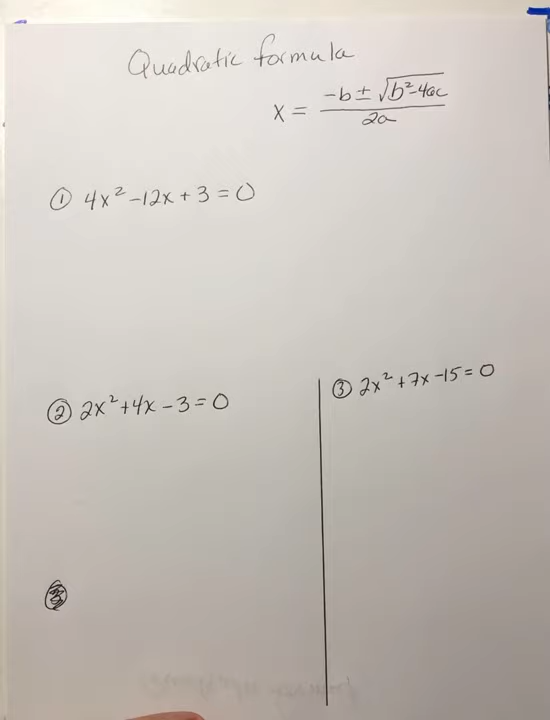 Quadratic formula
x = -b ± √b²-4ac / 2a
① 4x² -12x + 3 = 0
② 2x² +4x - 3 = 0
③ 2x² +7x -15 = 0